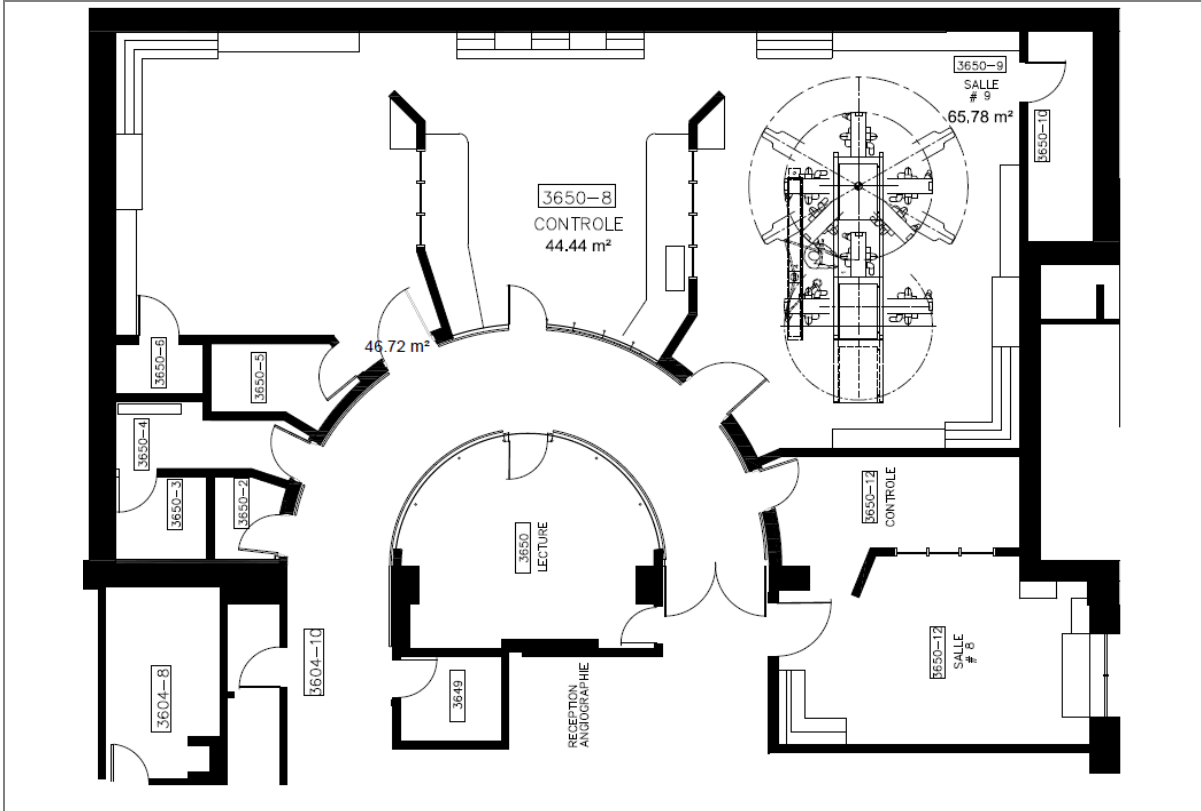 3650-9
SALLE
# 9
65,78 m²
3650-10
3650-8
CONTROLE
44.44 m²
46.72 m²
3650-6
3650-5
3650-4
3650-3
3650-2
3650-12
CONTROLE
3650
LECTURE
3650-12
SALLE
# 8
3604-10
3604-8
3649
RECEPTION
ANGIOGRAPHIE